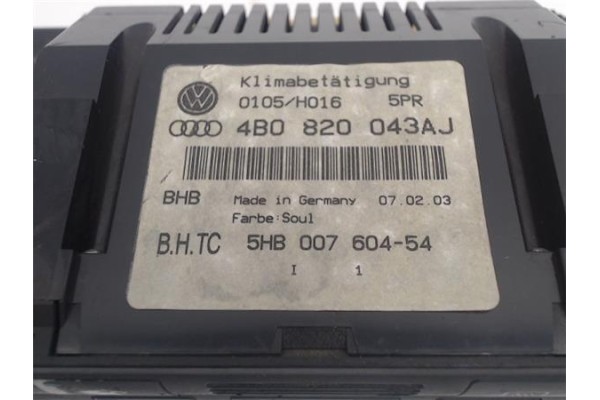 Klimabetätigung
0105/H016 5PR
4B0 820 043AJ
BHB Made in Germany 07.02.03
Farbe:Soul
B.H.TC 5HB 007 604-54
I 1